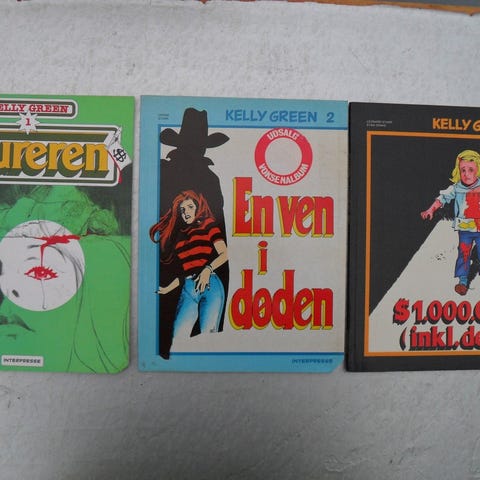 KELLY GREEN
1
ureren
INTERPRESSE
KELLY GREEN 2
UDSALG
VOKSENALBUM
En ven
i
døden
INTERPRESSE
KELLY G
$1.000.0
(inkl. de